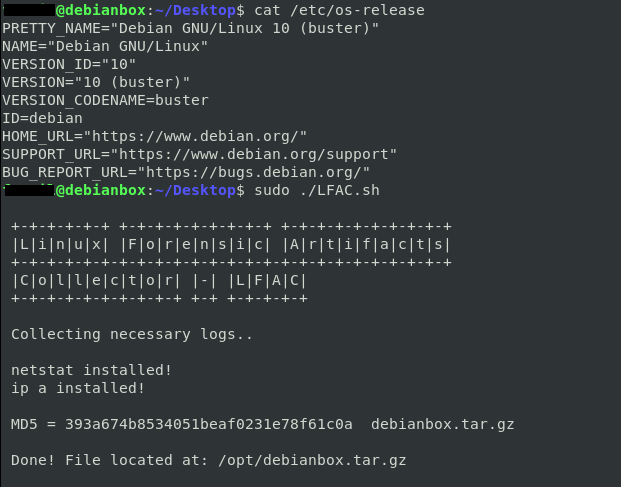 @debianbox:~/Desktop$ cat /etc/os-release
PRETTY_NAME="Debian GNU/Linux 10 (buster)"
NAME="Debian GNU/Linux"
VERSION_ID="10"
VERSION="10 (buster)"
VERSION_CODENAME=buster
ID=debian
HOME_URL="https://www.debian.org/"
SUPPORT_URL="https://www.debian.org/support"
BUG_REPORT_URL="https://bugs.debian.org/"
@debianbox:~/Desktop$ sudo ./LFAC.sh
+-+-+-+-+-+ +-+-+-+-+-+-+-+-+ +-+-+-+-+-+-+-+-+-+
|L|i|n|u|x| |F|o|r|e|n|s|i|c| |A|r|t|i|f|a|c|t|s|
+-+-+-+-+-+-+-+-+-+-+-+-+-+-+-+-+-+-+-+-+-+-+-+-+
|C|o|l|l|e|c|t|o|r| |-| |L|F|A|C|
+-+-+-+-+-+-+-+-+-+ +-+ +-+-+-+-+
Collecting necessary logs..
netstat installed!
ip a installed!
MD5 = 393a674b8534051beaf0231e78f61c0a  debianbox.tar.gz
Done! File located at: /opt/debianbox.tar.gz